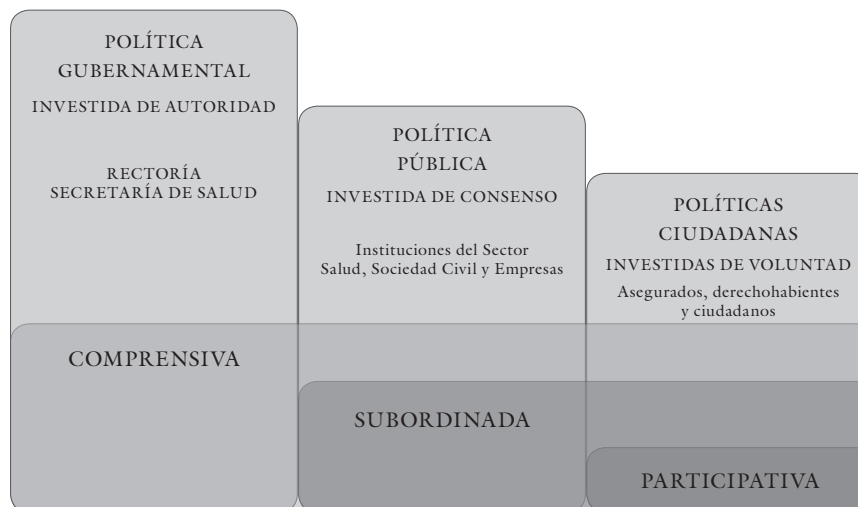 POLÍTICA
GUBERNAMENTAL
INVESTIDA DE AUTORIDAD
RECTORÍA
SECRETARÍA DE SALUD
POLÍTICA
PÚBLICA
INVESTIDA DE CONSENSO
Instituciones del Sector
Salud, Sociedad Civil y Empresas
POLÍTICAS
CIUDADANAS
INVESTIDAS DE VOLUNTAD
Asegurados, derechohabientes
y ciudadanos
COMPRENSIVA
SUBORDINADA
PARTICIPATIVA